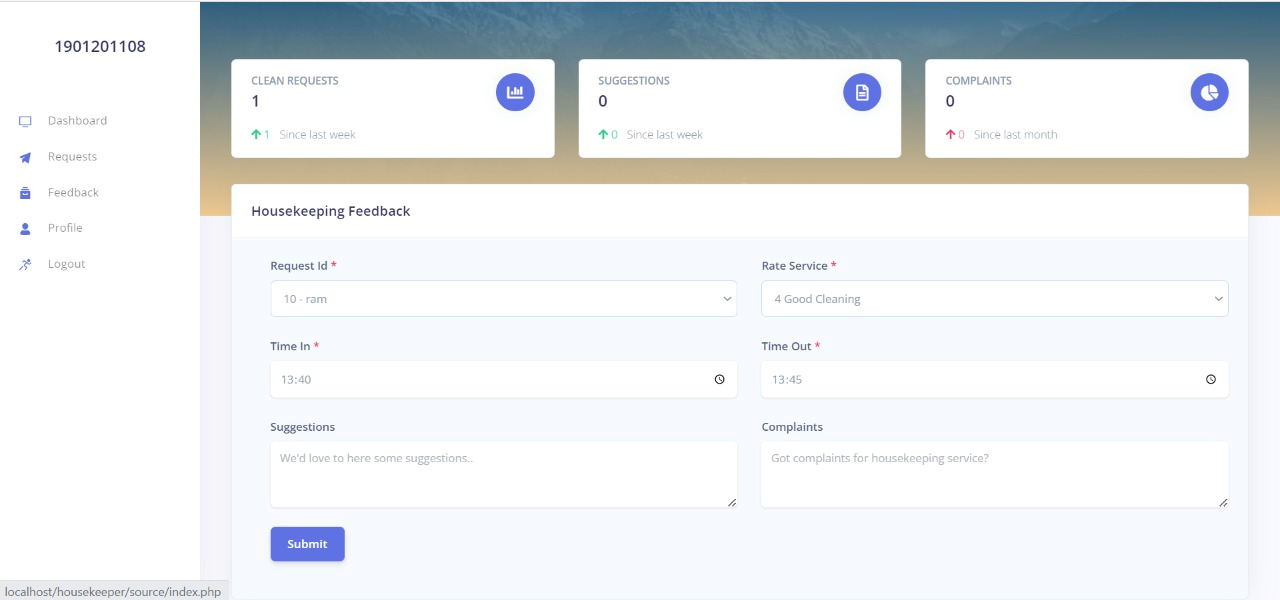 1901201108
Dashboard
Requests
Feedback
Profile
Logout
CLEAN REQUESTS
1
1 Since last week
SUGGESTIONS
0
0 Since last week
COMPLAINTS
0
0 Since last month
Housekeeping Feedback
Request Id *
10 - ram
Rate Service *
4 Good Cleaning
Time In *
13:40
Time Out *
13:45
Suggestions
We'd love to here some suggestions..
Complaints
Got complaints for housekeeping service?
Submit
localhost/housekeeper/source/index.php